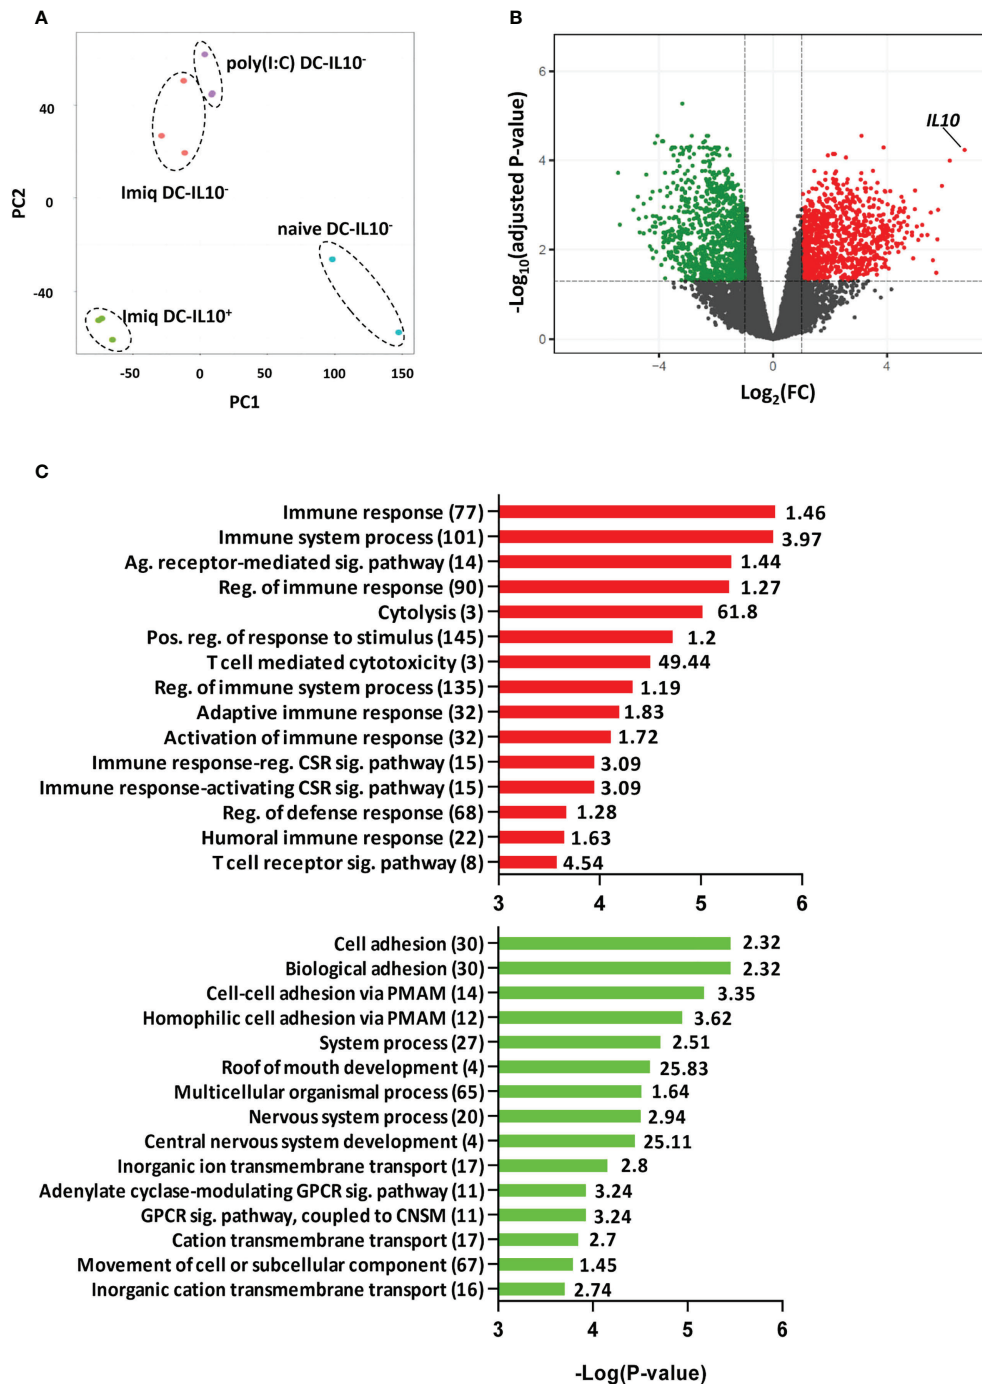 A
poly(I:C) DC-IL10⁻
Imiq DC-IL10⁻
naive DC-IL10⁻
Imiq DC-IL10⁺
PC2
40
0
-40
-50
0
50
100
150
PC1
B
IL10
-Log₁₀(adjusted P-value)
6
4
2
0
−4
0
4
Log₂(FC)
C
Immune response (77) 1.46
Immune system process (101) 3.97
Ag. receptor-mediated sig. pathway (14) 1.44
Reg. of immune response (90) 1.27
Cytolysis (3) 61.8
Pos. reg. of response to stimulus (145) 1.2
T cell mediated cytotoxicity (3) 49.44
Reg. of immune system process (135) 1.19
Adaptive immune response (32) 1.83
Activation of immune response (32) 1.72
Immune response-reg. CSR sig. pathway (15) 3.09
Immune response-activating CSR sig. pathway (15) 3.09
Reg. of defense response (68) 1.28
Humoral immune response (22) 1.63
T cell receptor sig. pathway (8) 4.54
3 4 5 6
Cell adhesion (30) 2.32
Biological adhesion (30) 2.32
Cell-cell adhesion via PMAM (14) 3.35
Homophilic cell adhesion via PMAM (12) 3.62
System process (27) 2.51
Roof of mouth development (4) 25.83
Multicellular organismal process (65) 1.64
Nervous system process (20) 2.94
Central nervous system development (4) 25.11
Inorganic ion transmembrane transport (17) 2.8
Adenylate cyclase-modulating GPCR sig. pathway (11) 3.24
GPCR sig. pathway, coupled to CNSM (11) 3.24
Cation transmembrane transport (17) 2.7
Movement of cell or subcellular component (67) 1.45
Inorganic cation transmembrane transport (16) 2.74
3 4 5 6
-Log(P-value)